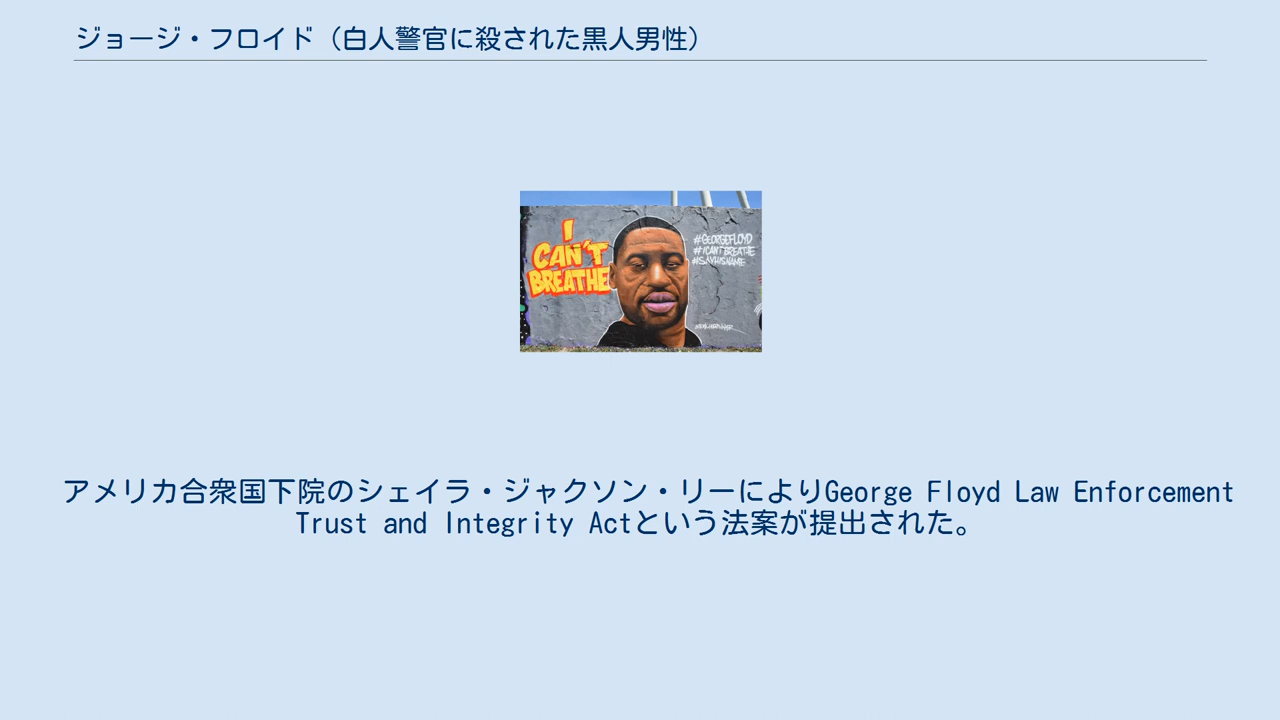 ジョージ・フロイド（白人警官に殺された黒人男性）
I
CAN'T
BREATHE
#GEORGEFLOYD
#ICANTBREATHE
#SAYHISNAME
アメリカ合衆国下院のシェイラ・ジャクソン・リーによりGeorge Floyd Law Enforcement
Trust and Integrity Actという法案が提出された。